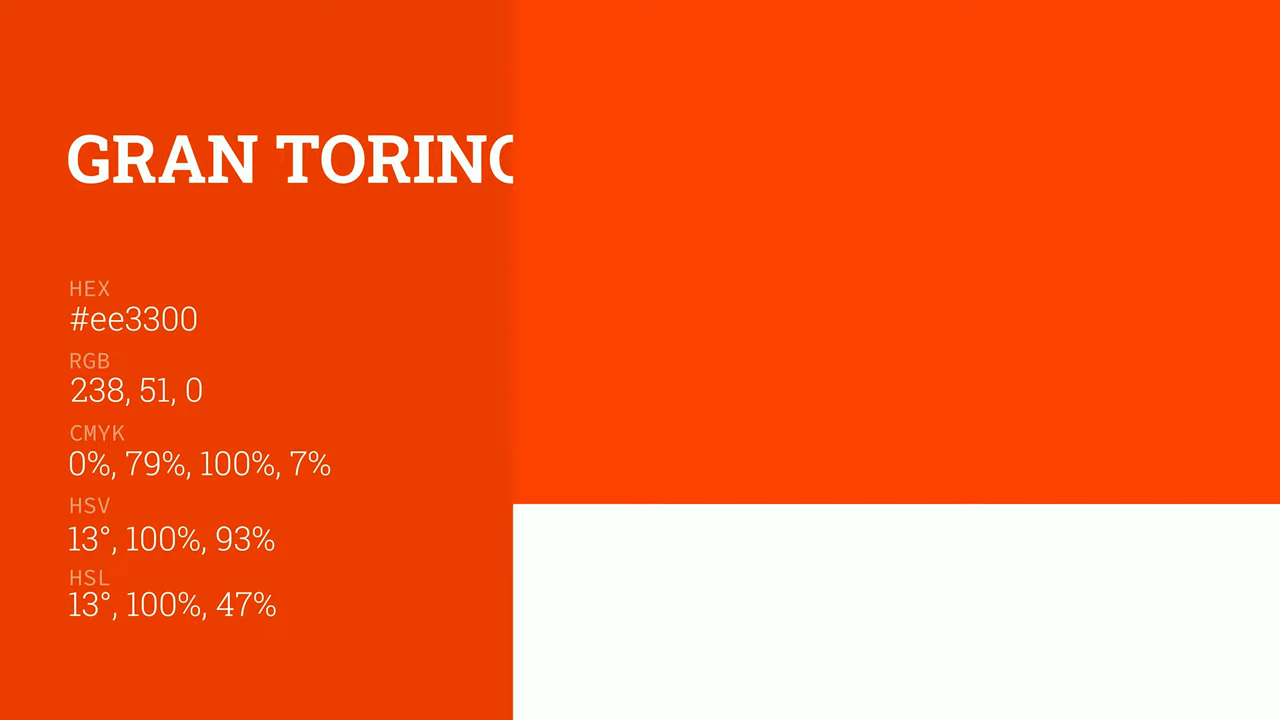 GRAN TORINO
HEX
#ee3300
RGB
238, 51, 0
CMYK
0%, 79%, 100%, 7%
HSV
13°, 100%, 93%
HSL
13°, 100%, 47%